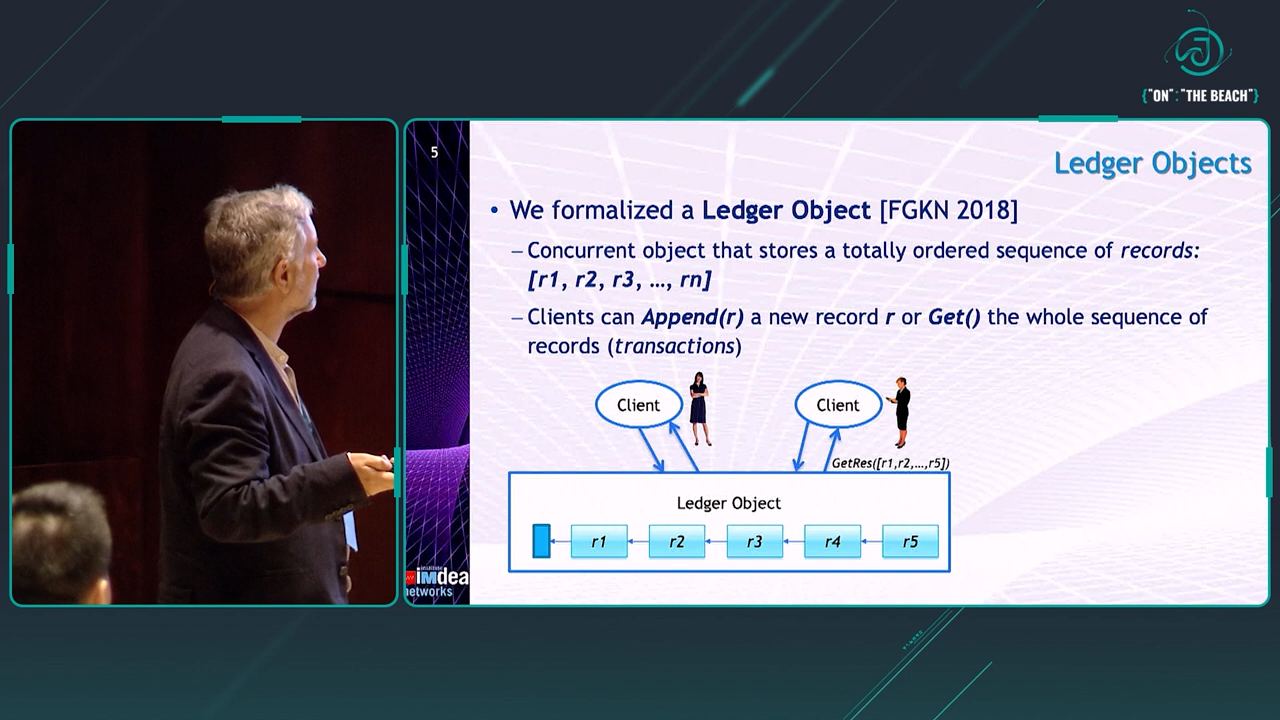 {"ON":"THE BEACH"}
5
Ledger Objects
• We formalized a Ledger Object [FGKN 2018]
– Concurrent object that stores a totally ordered sequence of records:
[r1, r2, r3, …, rn]
– Clients can Append(r) a new record r or Get() the whole sequence of
records (transactions)
Client
Client
GetRes([r1,r2,…,r5])
Ledger Object
r1
r2
r3
r4
r5
institute
iMdea
networks